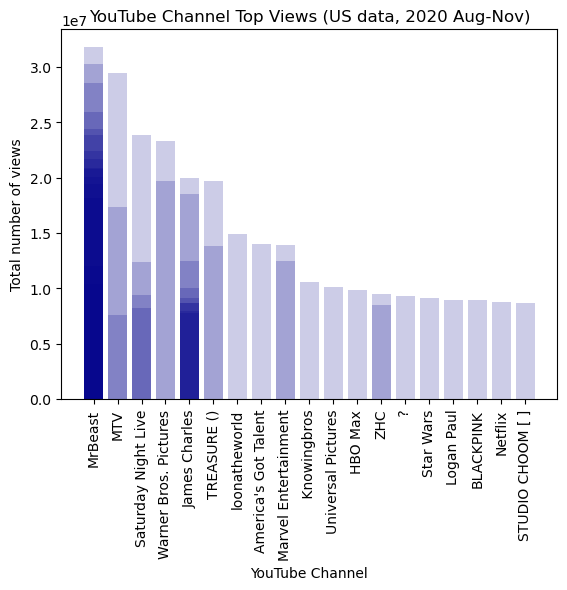 YouTube Channel Top Views (US data, 2020 Aug-Nov)
1e7
3.0
2.5
2.0
1.5
1.0
0.5
0.0
Total number of views
MrBeast
MTV
Saturday Night Live
Warner Bros. Pictures
James Charles
TREASURE ()
loonatheworld
America's Got Talent
Marvel Entertainment
Knowingbros
Universal Pictures
HBO Max
ZHC
?
Star Wars
Logan Paul
BLACKPINK
Netflix
STUDIO CHOOM [ ]
YouTube Channel